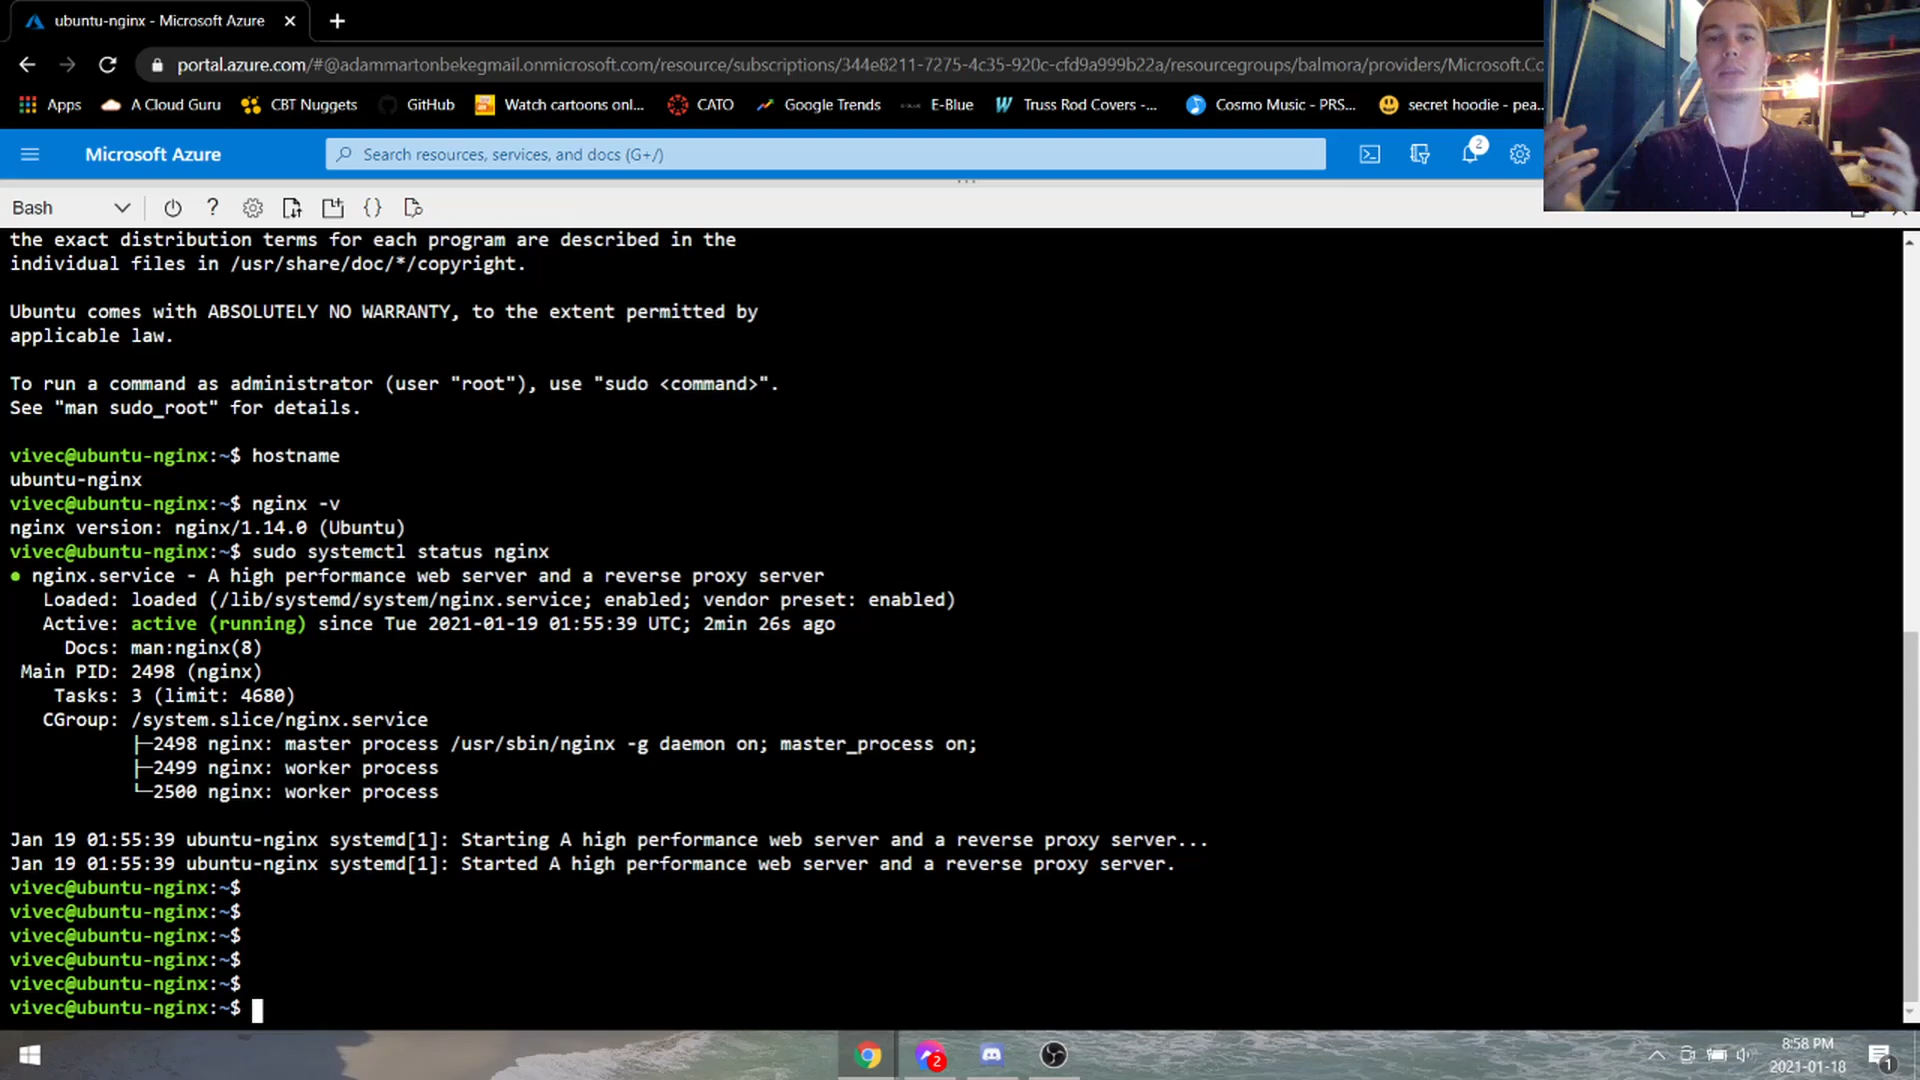 ubuntu-nginx - Microsoft Azure
portal.azure.com/#@adammartonbekegmail.onmicrosoft.com/resource/subscriptions/344e8211-7275-4c35-920c-cfd9a999b22a/resourcegroups/balmora/providers/Microsoft.Co
Apps A Cloud Guru CBT Nuggets GitHub Watch cartoons onl... CATO Google Trends E-Blue Truss Rod Covers -... Cosmo Music - PRS... secret hoodie - pea...
Microsoft Azure Search resources, services, and docs (G+/) 2
Bash
the exact distribution terms for each program are described in the
individual files in /usr/share/doc/*/copyright.
Ubuntu comes with ABSOLUTELY NO WARRANTY, to the extent permitted by
applicable law.
To run a command as administrator (user "root"), use "sudo <command>".
See "man sudo_root" for details.
vivec@ubuntu-nginx:~$ hostname
ubuntu-nginx
vivec@ubuntu-nginx:~$ nginx -v
nginx version: nginx/1.14.0 (Ubuntu)
vivec@ubuntu-nginx:~$ sudo systemctl status nginx
● nginx.service - A high performance web server and a reverse proxy server
Loaded: loaded (/lib/systemd/system/nginx.service; enabled; vendor preset: enabled)
Active: active (running) since Tue 2021-01-19 01:55:39 UTC; 2min 26s ago
Docs: man:nginx(8)
Main PID: 2498 (nginx)
Tasks: 3 (limit: 4680)
CGroup: /system.slice/nginx.service
├─2498 nginx: master process /usr/sbin/nginx -g daemon on; master_process on;
├─2499 nginx: worker process
└─2500 nginx: worker process
Jan 19 01:55:39 ubuntu-nginx systemd[1]: Starting A high performance web server and a reverse proxy server...
Jan 19 01:55:39 ubuntu-nginx systemd[1]: Started A high performance web server and a reverse proxy server.
vivec@ubuntu-nginx:~$
vivec@ubuntu-nginx:~$
vivec@ubuntu-nginx:~$
vivec@ubuntu-nginx:~$
vivec@ubuntu-nginx:~$
vivec@ubuntu-nginx:~$
2
8:58 PM
2021-01-18
1